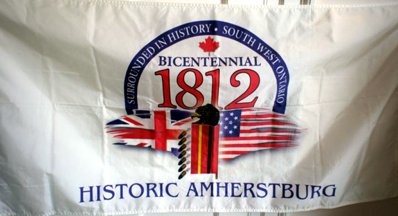 SURROUNDED IN HISTORY • SOUTH WEST ONTARIO
BICENTENNIAL
1812
HISTORIC AMHERSTBURG